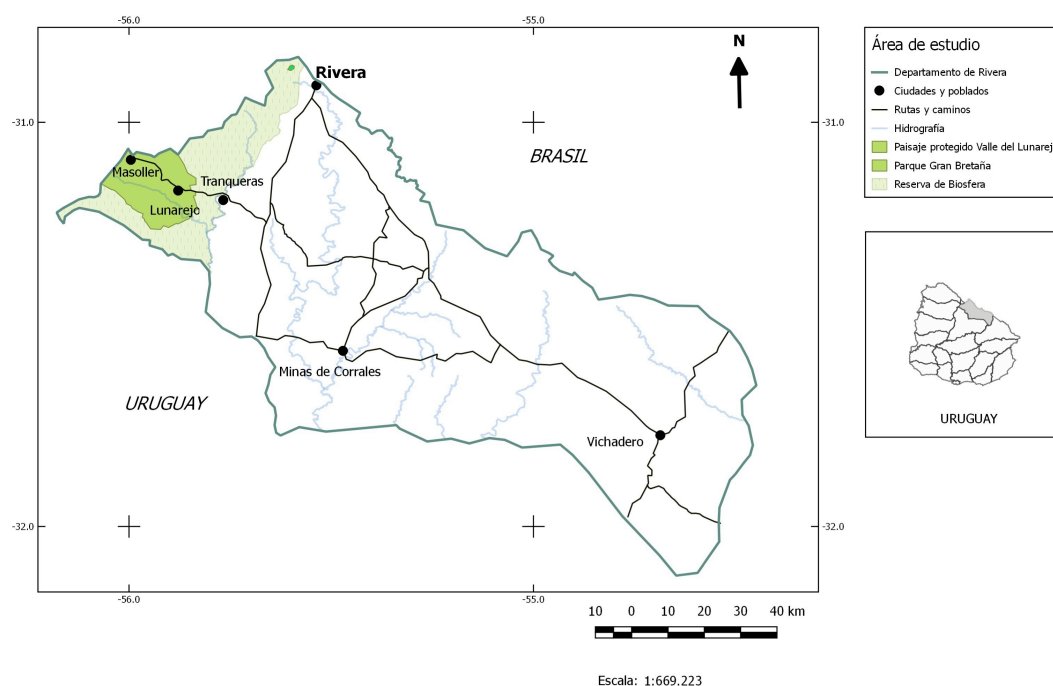 -56.0
-55.0
N
Rivera
-31.0
-31.0
BRASIL
Masoller
Tranqueras
Lunarejo
Minas de Corrales
URUGUAY
Vichadero
-32.0
-32.0
-56.0
-55.0
10 0 10 20 30 40 km
Escala: 1:669.223
Área de estudio
Departamento de Rivera
Ciudades y poblados
Rutas y caminos
Hidrografía
Paisaje protegido Valle del Lunarej
Parque Gran Bretaña
Reserva de Biosfera
URUGUAY